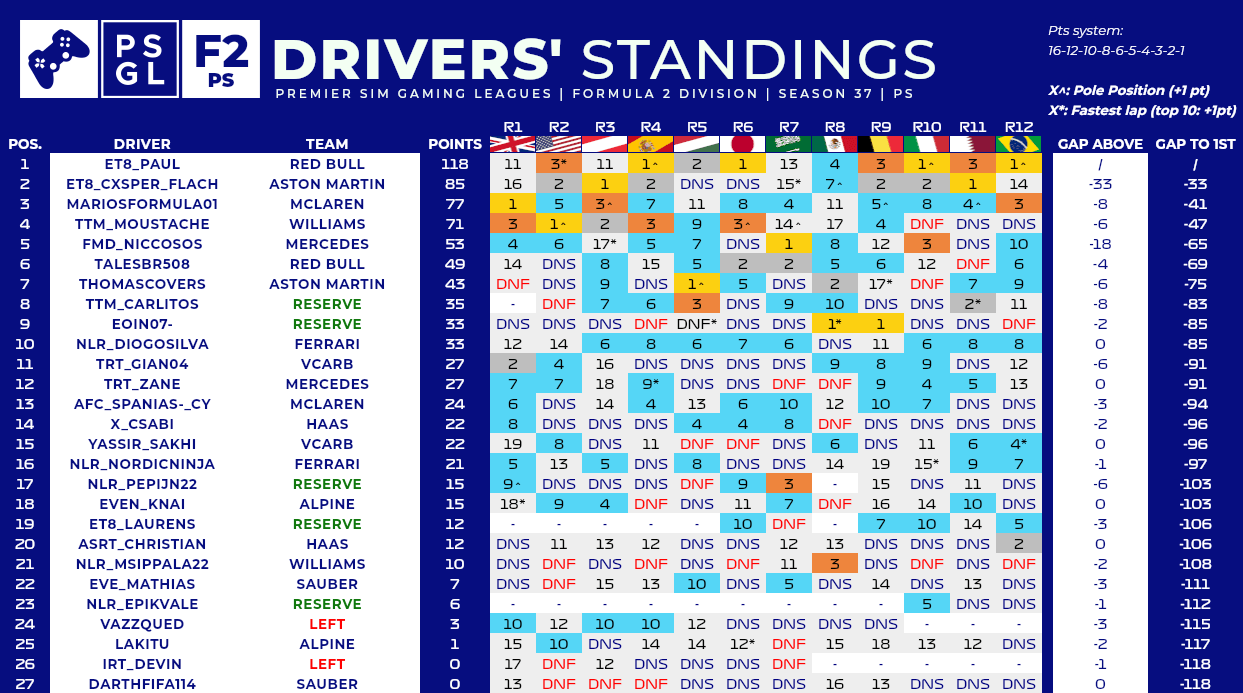 PS
GL
F2
PS
DRIVERS' STANDINGS
PREMIER SIM GAMING LEAGUES | FORMULA 2 DIVISION | SEASON 37 | PS
Pts system:
16-12-10-8-6-5-4-3-2-1
X^: Pole Position (+1 pt)
X*: Fastest lap (top 10: +1pt)
POS. DRIVER TEAM POINTS R1 R2 R3 R4 R5 R6 R7 R8 R9 R10 R11 R12 GAP ABOVE GAP TO 1ST
1 ET8_PAUL RED BULL 118 11 3* 11 1^ 2 1 13 4 3 1^ 3 1^ / /
2 ET8_CXSPER_FLACH ASTON MARTIN 85 16 2 1 2 DNS DNS 15* 7^ 2 2 1 14 -33 -33
3 MARIOSFORMULA01 MCLAREN 77 1 5 3^ 7 11 8 4 11 5^ 8 4^ 3 -8 -41
4 TTM_MOUSTACHE WILLIAMS 71 3 1^ 2 3 9 3^ 14^ 17 4 DNF DNS DNS -6 -47
5 FMD_NICCOSOS MERCEDES 53 4 6 17* 5 7 DNS 1 8 12 3 DNS 10 -18 -65
6 TALESBR508 RED BULL 49 14 DNS 8 15 5 2 2 5 6 12 DNF 6 -4 -69
7 THOMASCOVERS ASTON MARTIN 43 DNF DNS 9 DNS 1^ 5 DNS 2 17* DNF 7 9 -6 -75
8 TTM_CARLITOS RESERVE 35 - DNF 7 6 3 DNS 9 10 DNS DNS 2* 11 -8 -83
9 EOIN07- RESERVE 33 DNS DNS DNS DNF DNF* DNS DNS 1* 1 DNS DNS DNF -2 -85
10 NLR_DIOGOSILVA FERRARI 33 12 14 6 8 6 7 6 DNS 11 6 8 8 0 -85
11 TRT_GIAN04 VCARB 27 2 4 16 DNS DNS DNS DNS 9 8 9 DNS 12 -6 -91
12 TRT_ZANE MERCEDES 27 7 7 18 9* DNS DNS DNF DNF 9 4 5 13 0 -91
13 AFC_SPANIAS-_CY MCLAREN 24 6 DNS 14 4 13 6 10 12 10 7 DNS DNS -3 -94
14 X_CSABI HAAS 22 8 DNS DNS DNS 4 4 8 DNF DNS DNS DNS DNS -2 -96
15 YASSIR_SAKHI VCARB 22 19 8 DNS 11 DNF DNF DNS 6 DNS 11 6 4* 0 -96
16 NLR_NORDICNINJA FERRARI 21 5 13 5 DNS 8 DNS DNS 14 19 15* 9 7 -1 -97
17 NLR_PEPIJN22 RESERVE 15 9^ DNS DNS DNS DNF 9 3 - 15 DNS 11 DNS -6 -103
18 EVEN_KNAI ALPINE 15 18* 9 4 DNF DNS 11 7 DNF 16 14 10 DNS 0 -103
19 ET8_LAURENS RESERVE 12 - - - - - 10 DNF - 7 10 14 5 -3 -106
20 ASRT_CHRISTIAN HAAS 12 DNS 11 13 12 DNS DNS 12 13 DNS DNS DNS 2 0 -106
21 NLR_MSIPPALA22 WILLIAMS 10 DNS DNF DNS DNF DNS DNF 11 3 DNS DNF DNS DNF -2 -108
22 EVE_MATHIAS SAUBER 7 DNS DNF 15 13 10 DNS 5 DNS 14 DNS 13 DNS -3 -111
23 NLR_EPIKVALE RESERVE 6 - - - - - - - - - 5 DNS DNS -1 -112
24 VAZZQUED LEFT 3 10 12 10 10 12 DNS DNS DNS DNS - - - -3 -115
25 LAKITU ALPINE 1 15 10 DNS 14 14 12* DNF 15 18 13 12 DNS -2 -117
26 IRT_DEVIN LEFT 0 17 DNF 12 DNS DNS DNS DNF - - - - - -1 -118
27 DARTHFIFA114 SAUBER 0 13 DNF DNF DNF DNS DNS DNS 16 13 DNS DNS DNS 0 -118